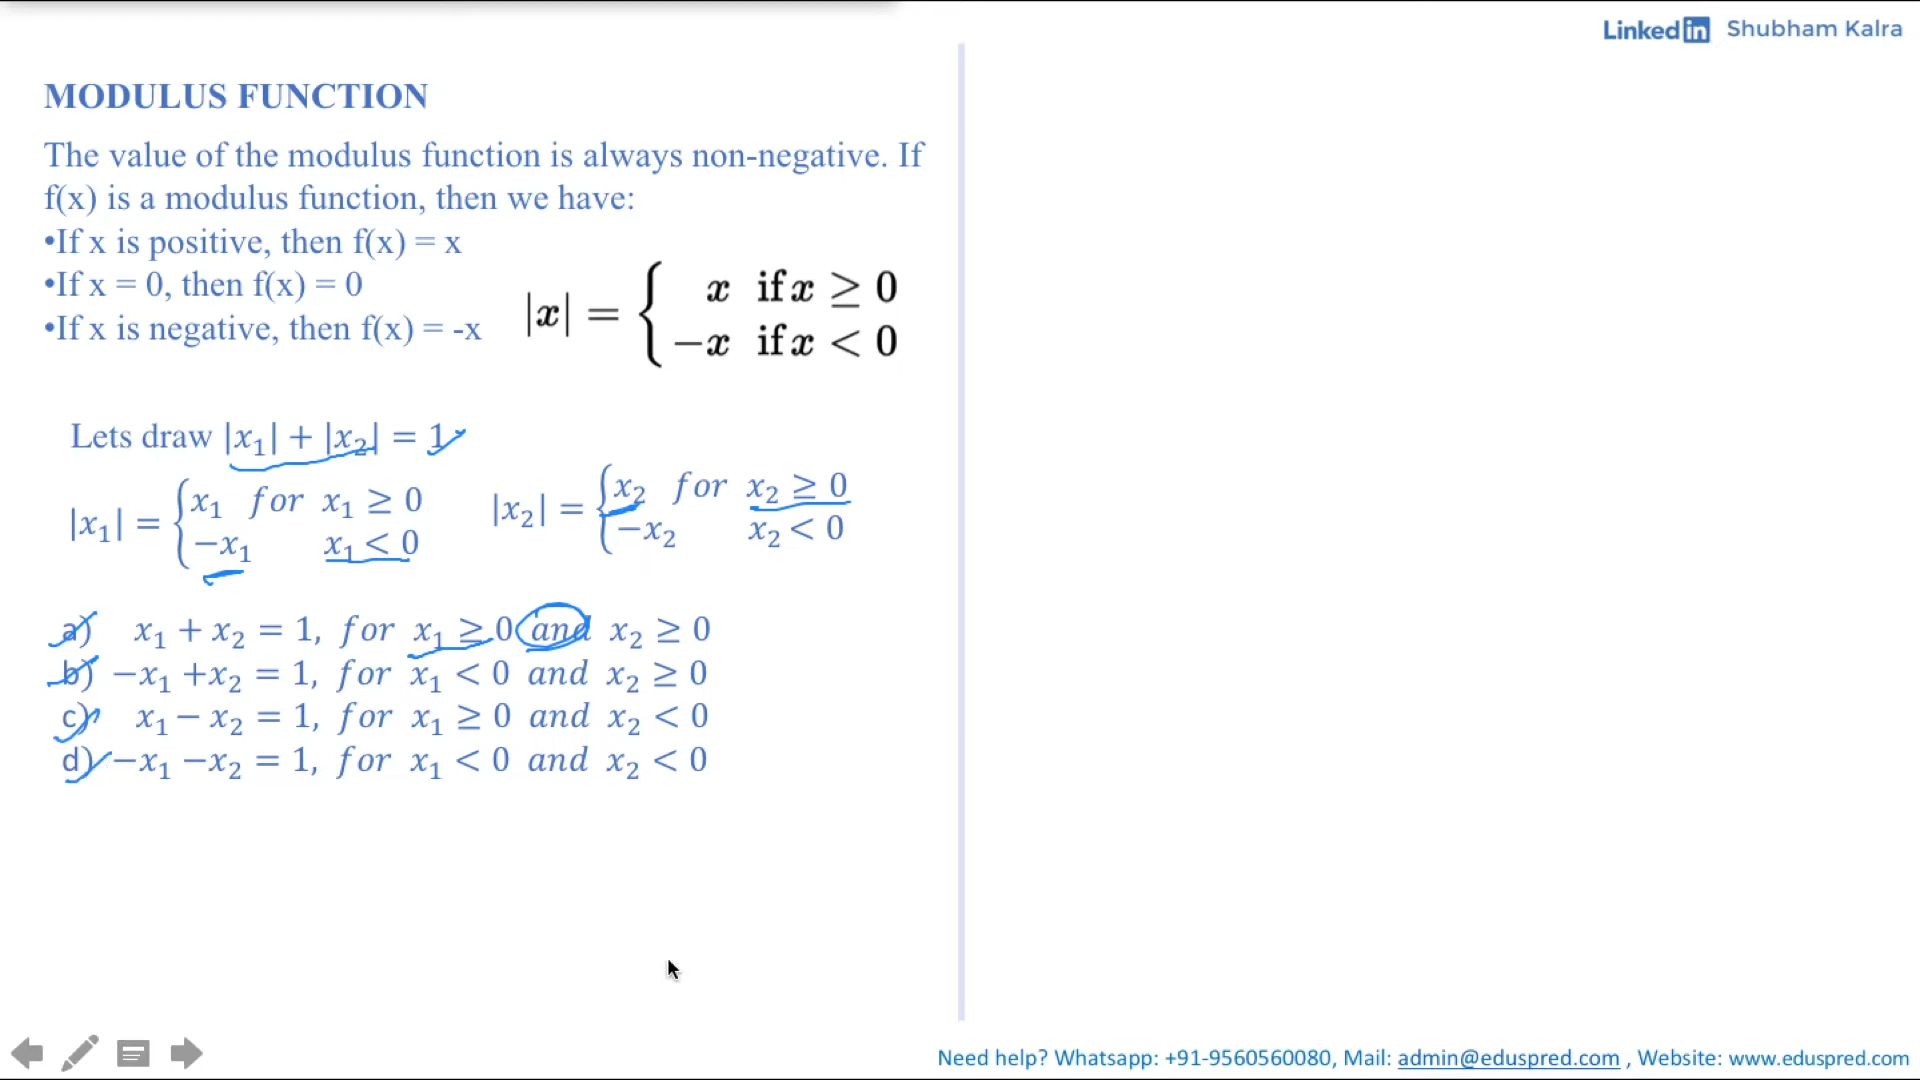 Linked in Shubham Kalra
MODULUS FUNCTION
The value of the modulus function is always non-negative. If
f(x) is a modulus function, then we have:
•If x is positive, then f(x) = x
•If x = 0, then f(x) = 0
•If x is negative, then f(x) = -x
|x| = { x if x ≥ 0
−x if x < 0
Lets draw |x₁| + |x₂| = 1
|x₁| = { x₁ for x₁ ≥ 0
−x₁ x₁ < 0
|x₂| = { x₂ for x₂ ≥ 0
−x₂ x₂ < 0
a) x₁ + x₂ = 1, for x₁ ≥ 0 and x₂ ≥ 0
b) −x₁ +x₂ = 1, for x₁ < 0 and x₂ ≥ 0
c) x₁ − x₂ = 1, for x₁ ≥ 0 and x₂ < 0
d) −x₁ −x₂ = 1, for x₁ < 0 and x₂ < 0
Need help? Whatsapp: +91-9560560080, Mail: admin@eduspred.com , Website: www.eduspred.com